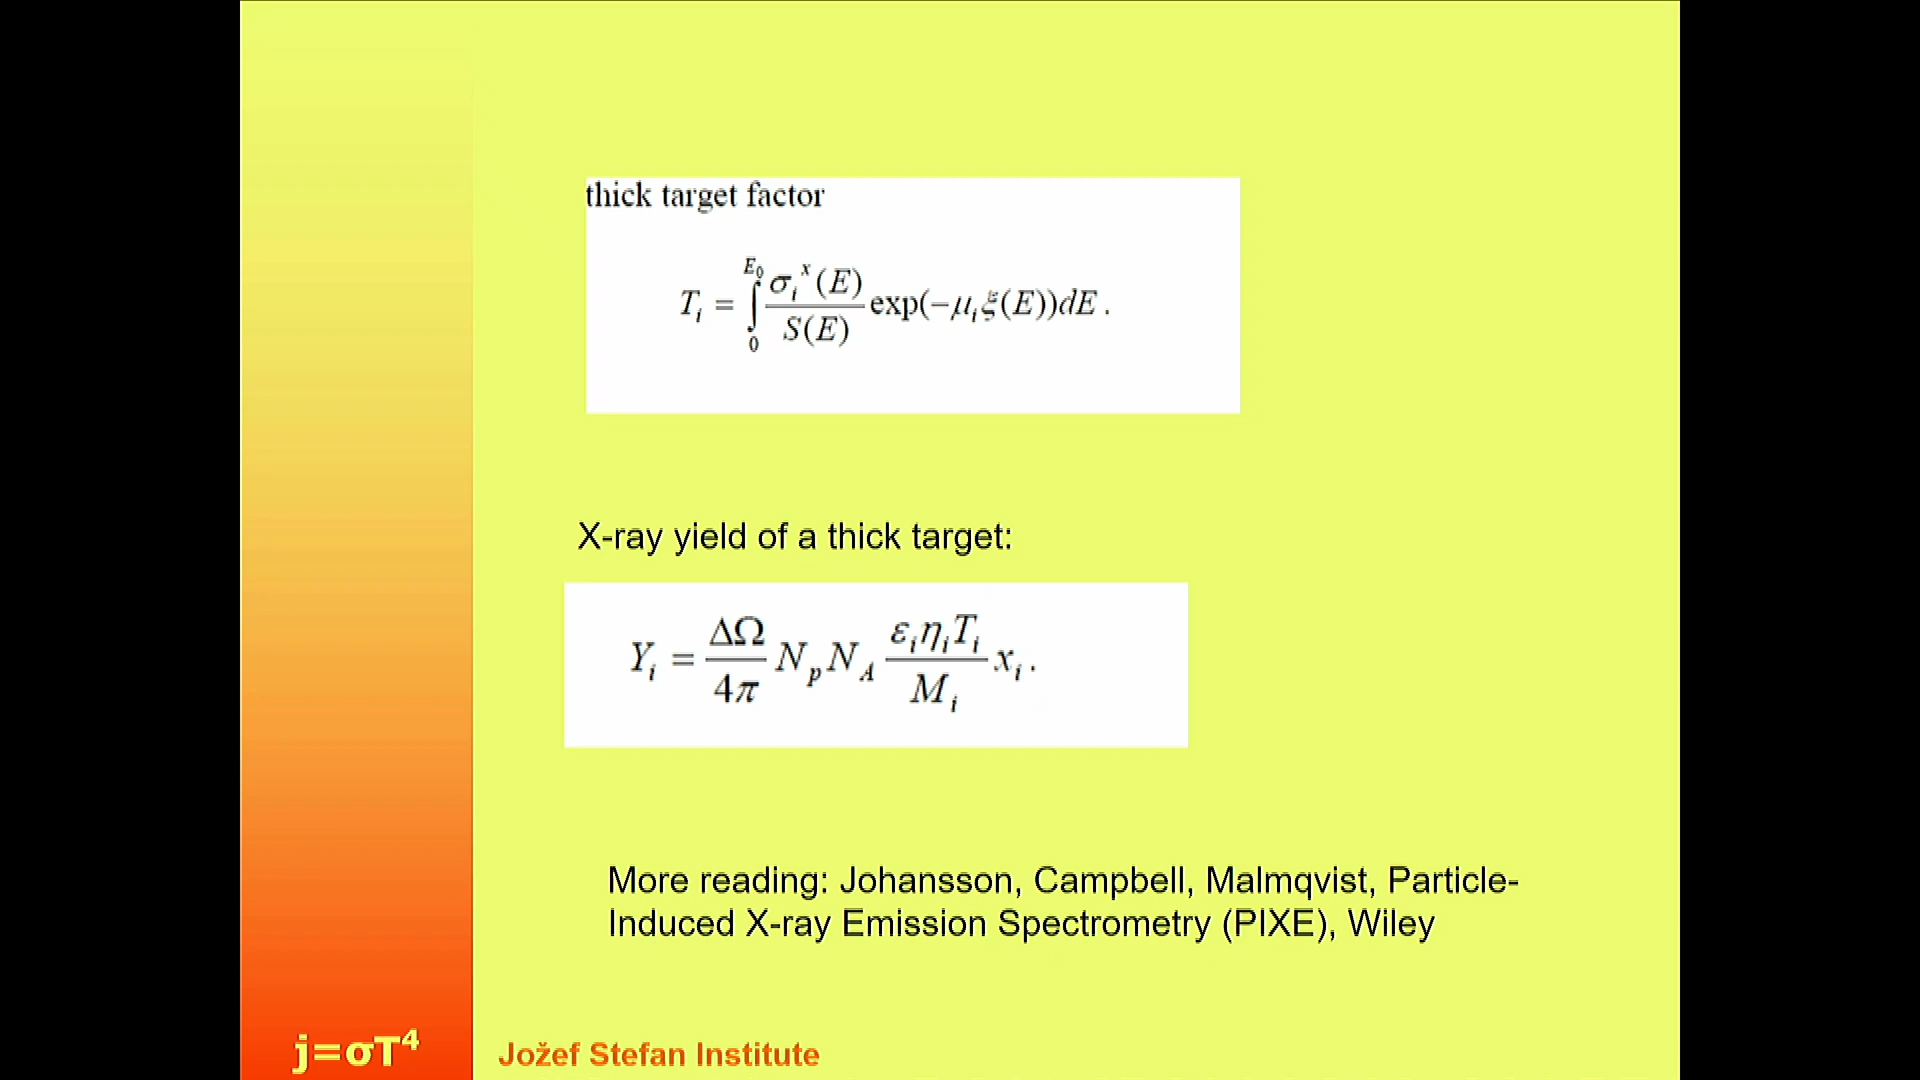 thick target factor
T_i = ∫_0^{E_0} σ_i^x(E) / S(E) exp(−μ_i ξ(E))dE .
X-ray yield of a thick target:
Y_i = ΔΩ / 4π N_p N_A ε_i η_i T_i / M_i x_i .
More reading: Johansson, Campbell, Malmqvist, Particle-
Induced X-ray Emission Spectrometry (PIXE), Wiley
j=σT⁴
Jožef Stefan Institute